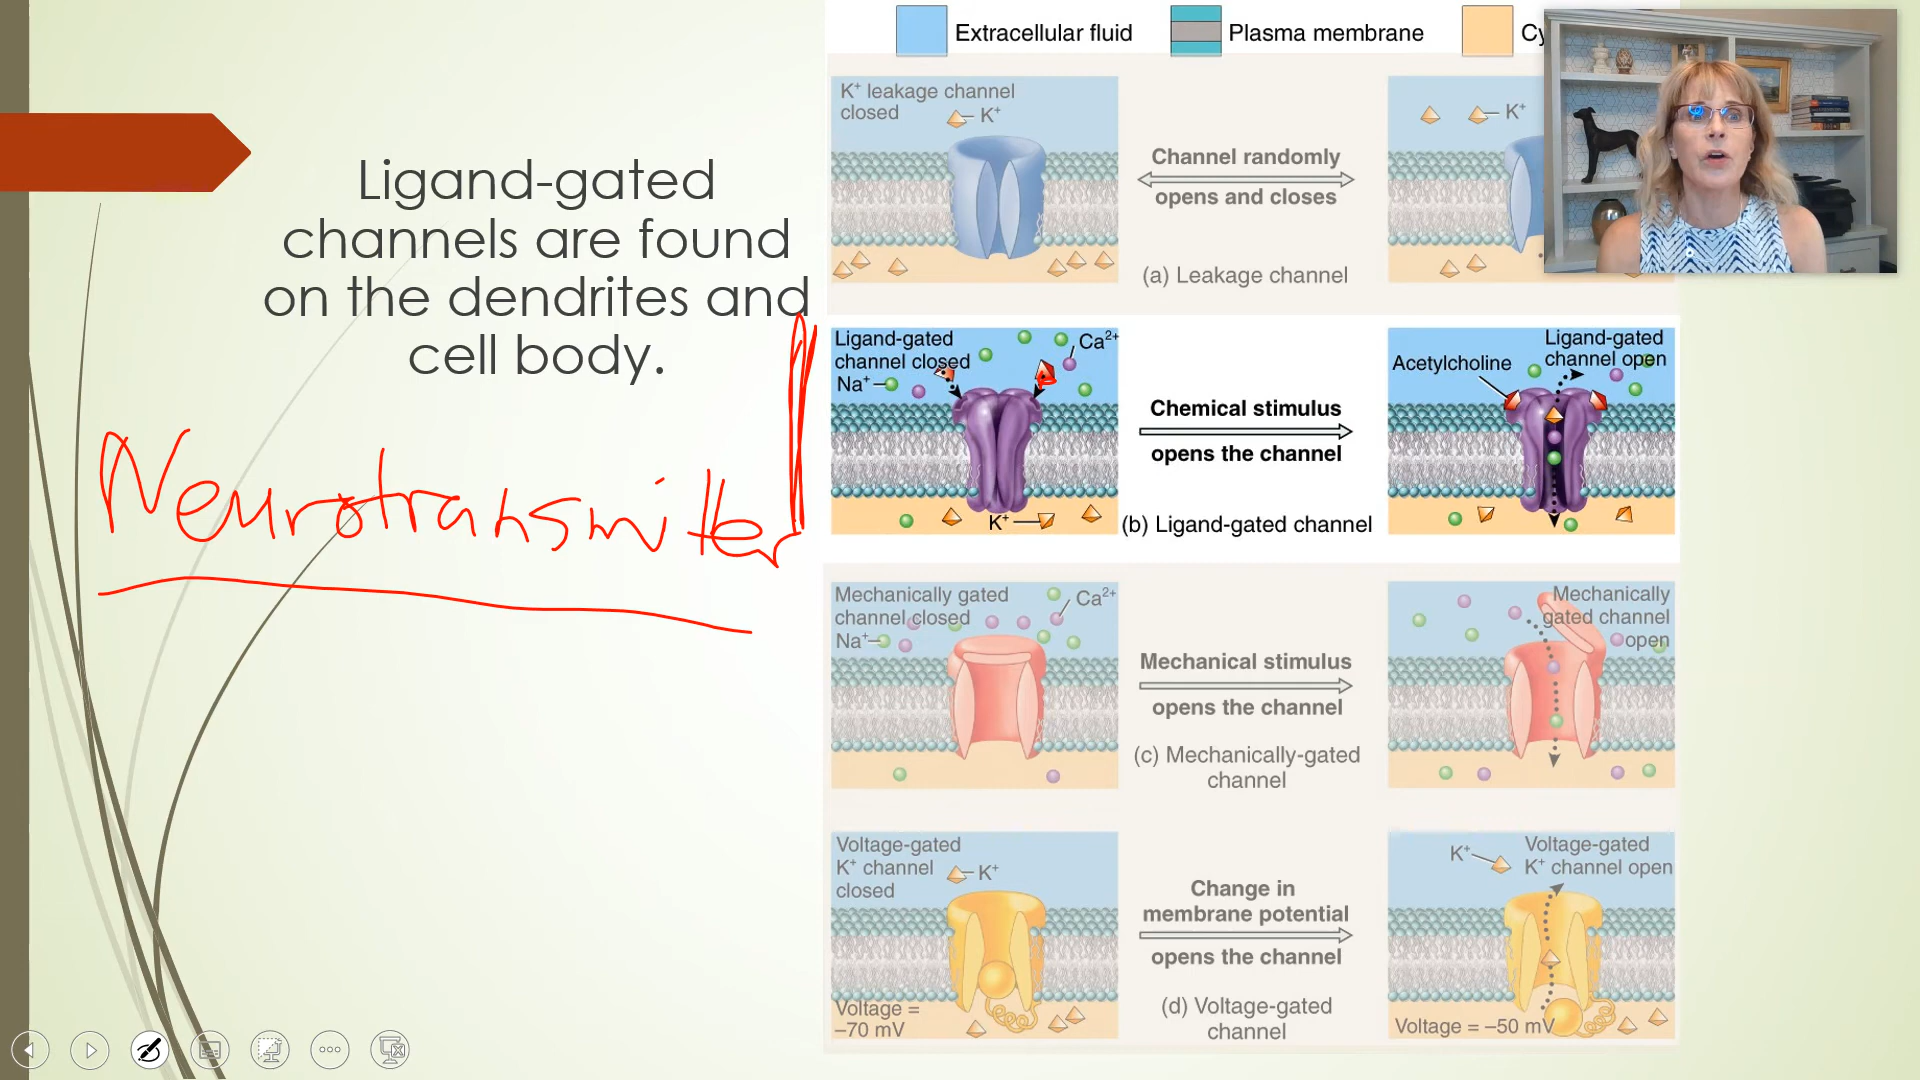 Extracellular fluid
Plasma membrane
Ligand-gated
channels are found
on the dendrites and
cell body.
Neurotransmitter
K⁺ leakage channel
closed
K⁺
Channel randomly
opens and closes
(a) Leakage channel
K⁺
Ligand-gated
channel closed
Na⁺
Ca²⁺
K⁺
Chemical stimulus
opens the channel
(b) Ligand-gated channel
Ligand-gated
channel open
Acetylcholine
Mechanically gated
channel closed
Na⁺
Ca²⁺
Mechanical stimulus
opens the channel
(c) Mechanically-gated
channel
Mechanically
gated channel
open
Voltage-gated
K⁺ channel
closed
K⁺
Voltage =
–70 mV
Change in
membrane potential
opens the channel
(d) Voltage-gated
channel
K⁺
Voltage-gated
K⁺ channel open
Voltage = –50 mV